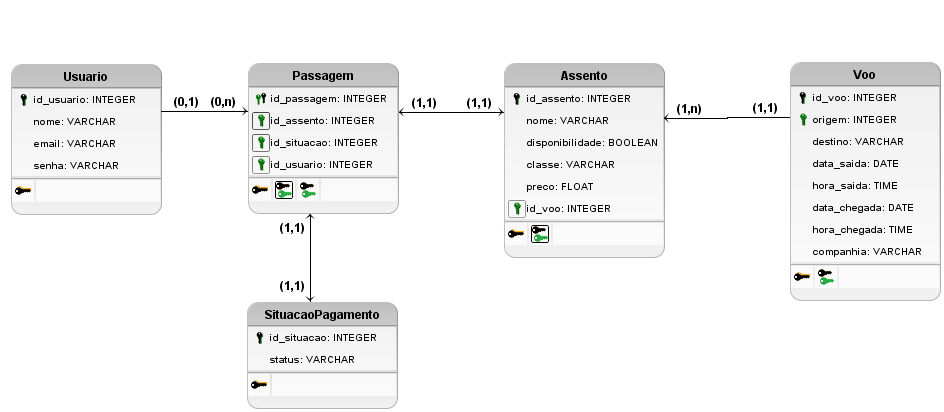 Usuario
id_usuario: INTEGER
nome: VARCHAR
email: VARCHAR
senha: VARCHAR
(0,1)
(0,n)
Passagem
id_passagem: INTEGER
id_assento: INTEGER
id_situacao: INTEGER
id_usuario: INTEGER
(1,1)
(1,1)
Assento
id_assento: INTEGER
nome: VARCHAR
disponibilidade: BOOLEAN
classe: VARCHAR
preco: FLOAT
id_voo: INTEGER
(1,n)
(1,1)
Voo
id_voo: INTEGER
origem: INTEGER
destino: VARCHAR
data_saida: DATE
hora_saida: TIME
data_chegada: DATE
hora_chegada: TIME
companhia: VARCHAR
(1,1)
(1,1)
SituacaoPagamento
id_situacao: INTEGER
status: VARCHAR